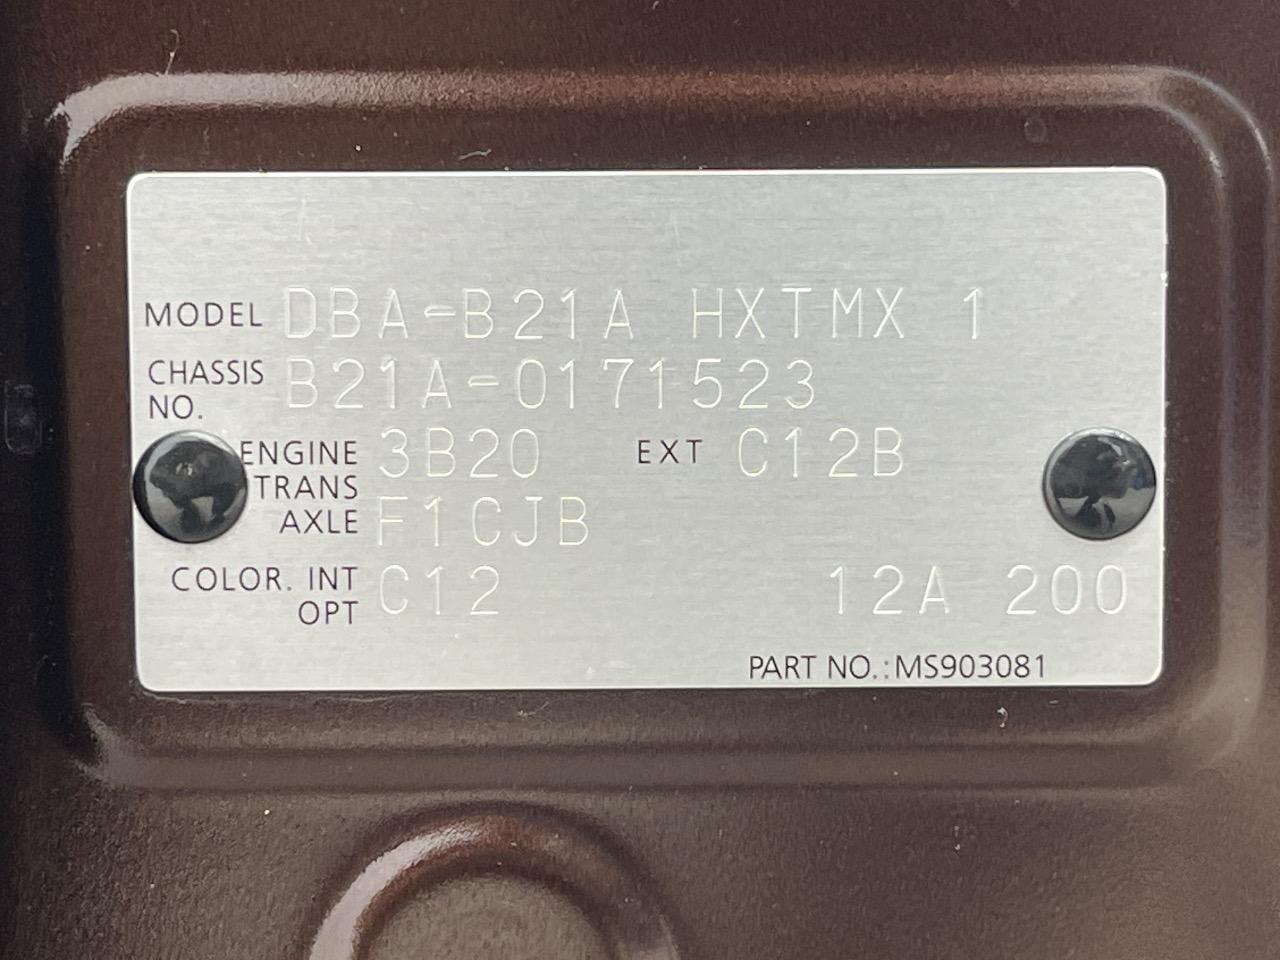 MODEL DBA-B21A HXTMX 1
CHASSIS NO. B21A-0171523
ENGINE 3B20 EXT C12B
TRANS AXLE F1CJB
COLOR. INT OPT C12 12A 200
PART NO.:MS903081